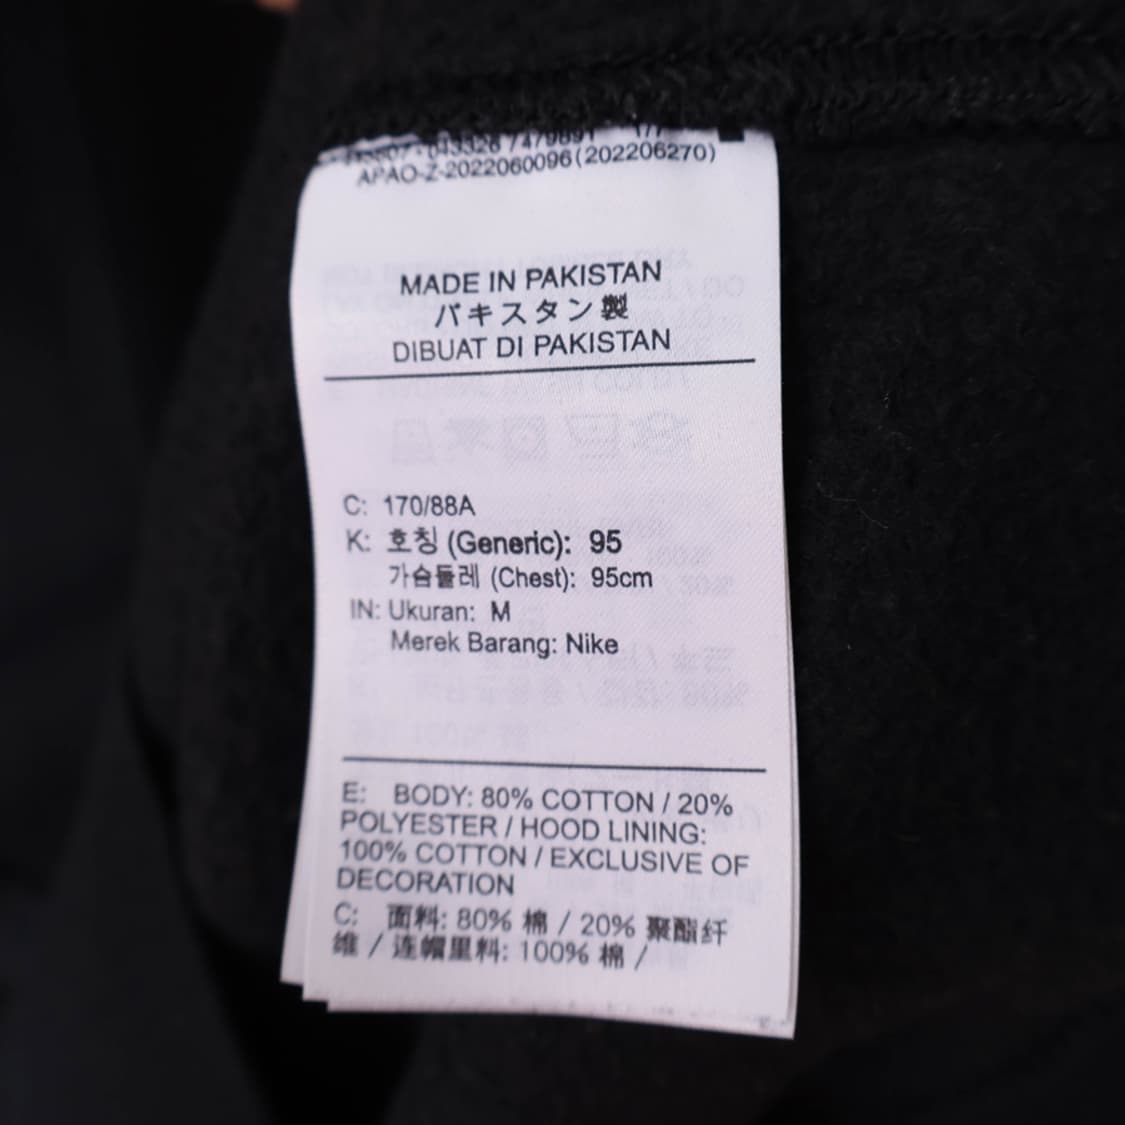 APAO-Z-2022060096(202206270)
MADE IN PAKISTAN
パキスタン製
DIBUAT DI PAKISTAN
C: 170/88A
K: 호칭 (Generic): 95
가슴둘레 (Chest): 95cm
IN: Ukuran: M
Merek Barang: Nike
E: BODY: 80% COTTON / 20%
POLYESTER / HOOD LINING:
100% COTTON / EXCLUSIVE OF
DECORATION
C: 面料: 80% 棉 / 20% 聚酯纤
维 / 连帽里料: 100% 棉 /